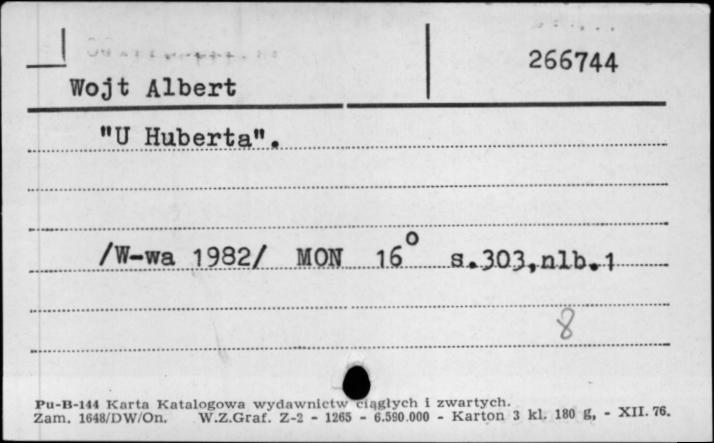 266744
Wojt Albert
"U Huberta".
/W-wa 1982/ MON 16° s.303,nlb.1
8
Pu-B-144 Karta Katalogowa wydawnictw ciągłych i zwartych.
Zam. 1648/DW/On. W.Z.Graf. Z-2 - 1265 - 6.590.000 - Karton 3 kl. 180 g, - XII. 76.